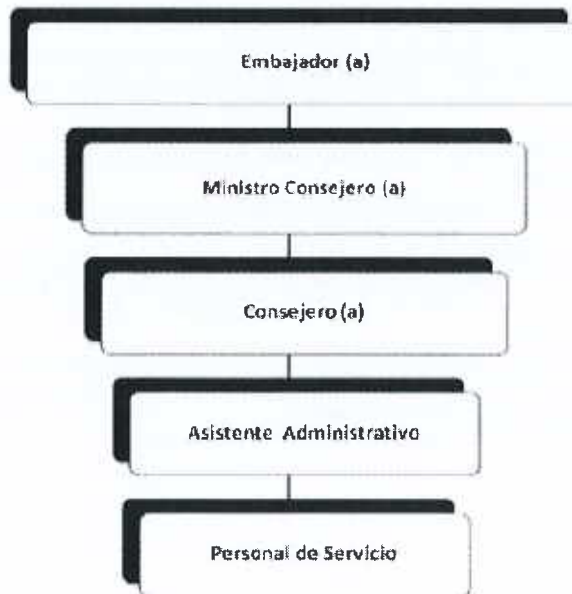 Embajador (a)
Ministro Consejero (a)
Consejero (a)
Asistente Administrativo
Personal de Servicio